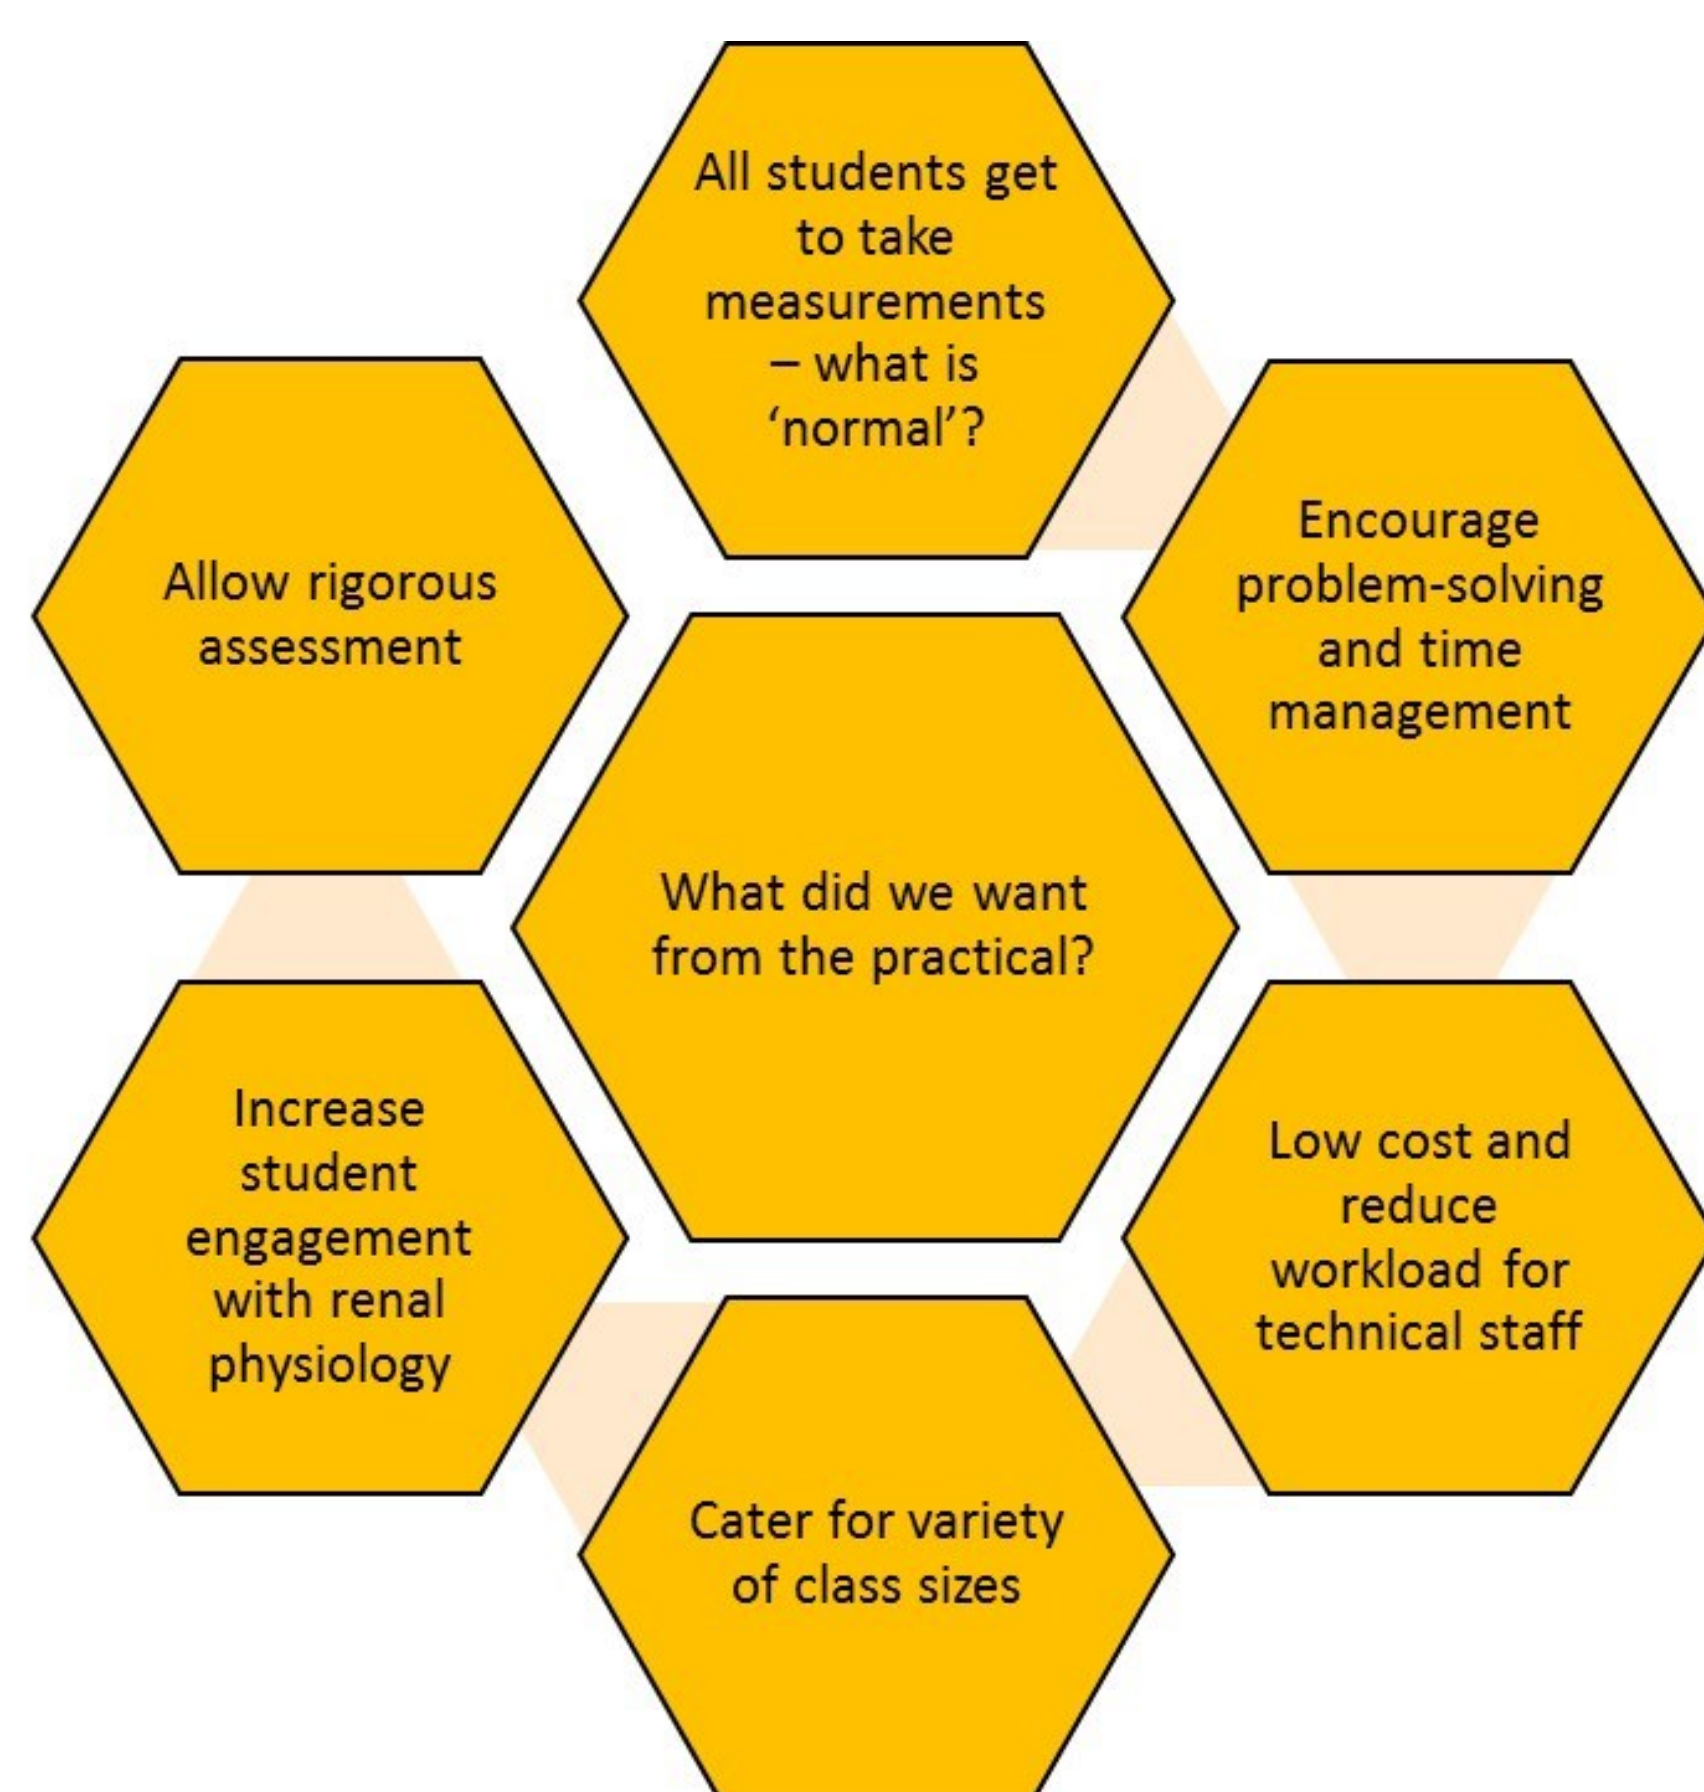 All students get
to take
measurements
– what is
‘normal’?
Encourage
problem-solving
and time
management
Allow rigorous
assessment
What did we want
from the practical?
Increase
student
engagement
with renal
physiology
Low cost and
reduce
workload for
technical staff
Cater for variety
of class sizes